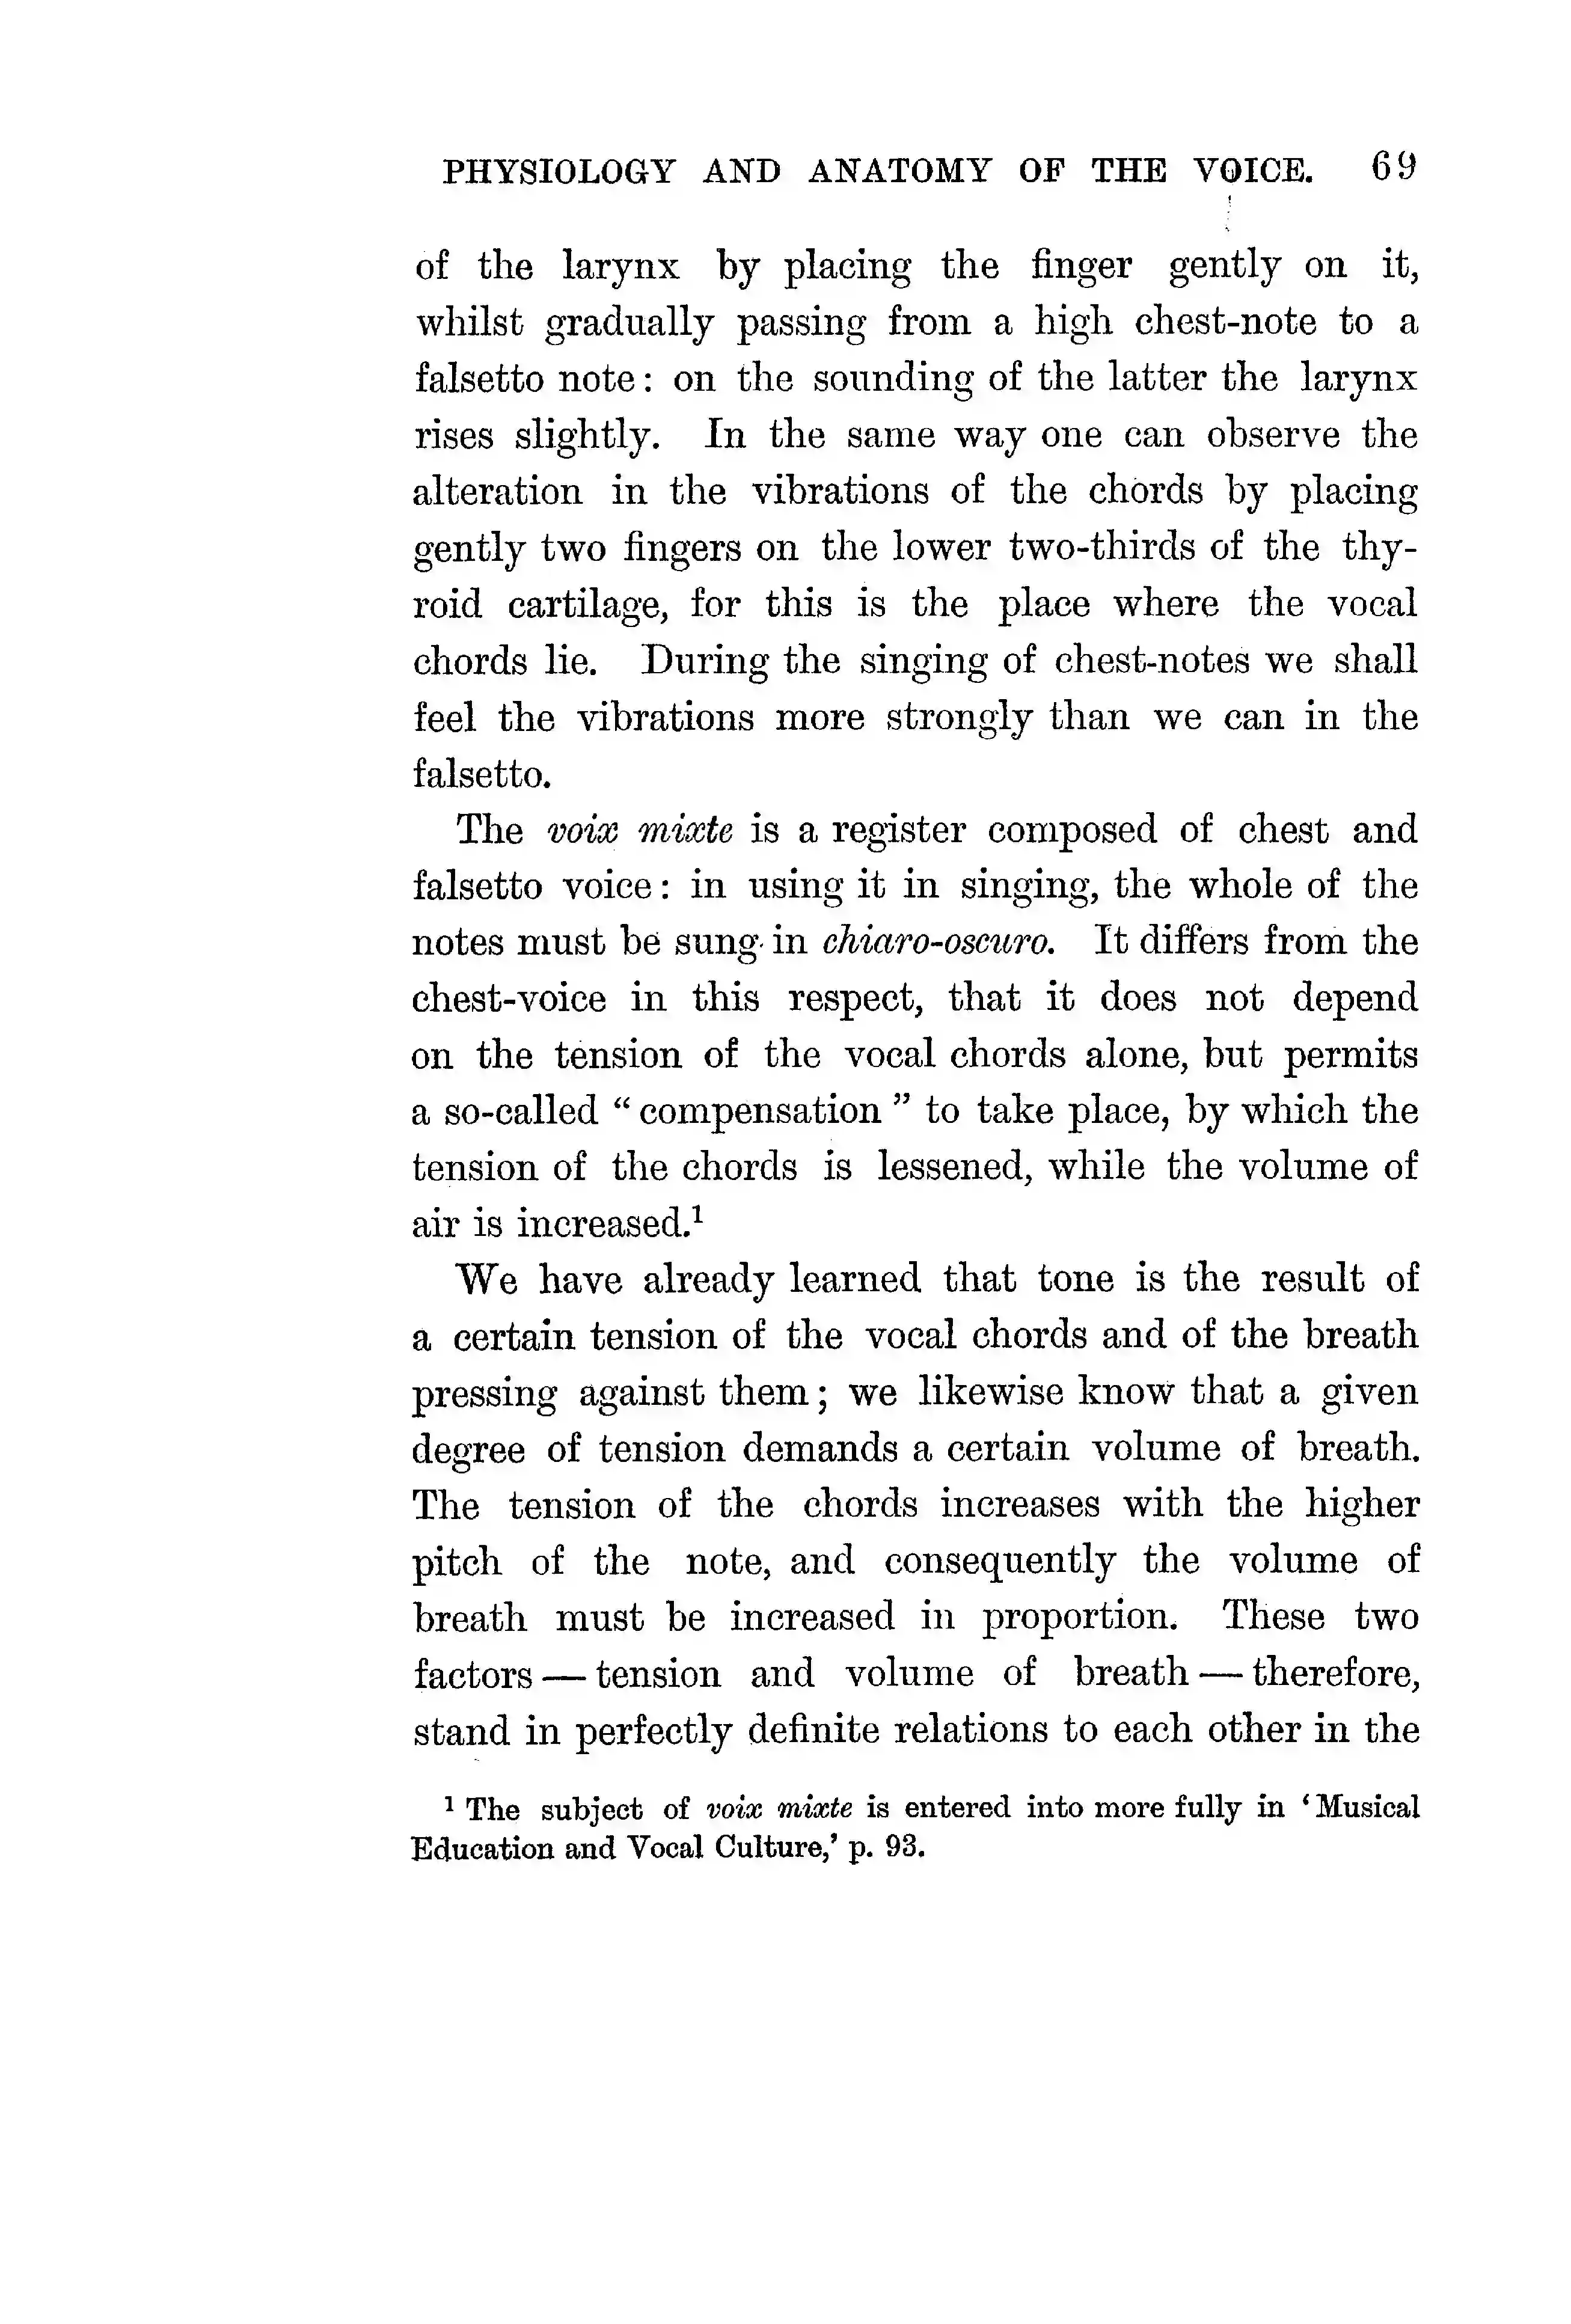 PHYSIOLOGY AND ANATOMY OF THE VOICE. 69
of the larynx by placing the finger gently on it,
whilst gradually passing from a high chest-note to a
falsetto note: on the sounding of the latter the larynx
rises slightly. In the same way one can observe the
alteration in the vibrations of the chords by placing
gently two fingers on the lower two-thirds of the thy-
roid cartilage, for this is the place where the vocal
chords lie. During the singing of chest-notes we shall
feel the vibrations more strongly than we can in the
falsetto.
The voix mixte is a register composed of chest and
falsetto voice: in using it in singing, the whole of the
notes must be sung in chiaro-oscuro. It differs from the
chest-voice in this respect, that it does not depend
on the tension of the vocal chords alone, but permits
a so-called “compensation” to take place, by which the
tension of the chords is lessened, while the volume of
air is increased.¹
We have already learned that tone is the result of
a certain tension of the vocal chords and of the breath
pressing against them; we likewise know that a given
degree of tension demands a certain volume of breath.
The tension of the chords increases with the higher
pitch of the note, and consequently the volume of
breath must be increased in proportion. These two
factors — tension and volume of breath — therefore,
stand in perfectly definite relations to each other in the
¹ The subject of voix mixte is entered into more fully in ‘Musical
Education and Vocal Culture,’ p. 93.